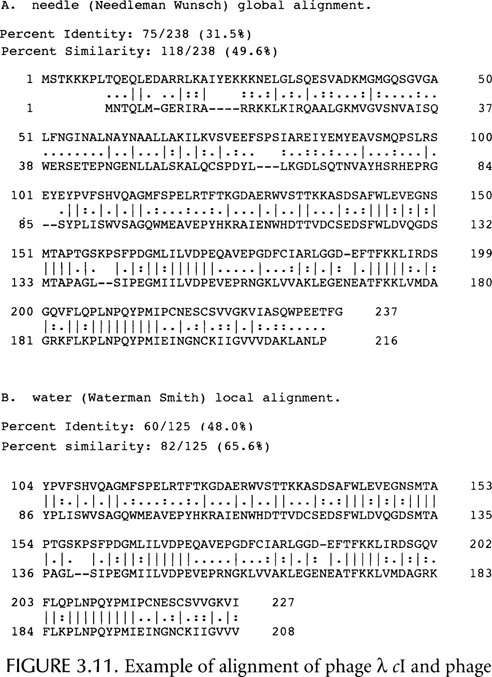 A. needle (Needleman Wunsch) global alignment.
Percent Identity: 75/238 (31.5%)
Percent Similarity: 118/238 (49.6%)
1 MSTKKKPLTQEQLEDARRLKAIYEKKKNELGLSQESVADKMGMGQSGVGA 50
1 MNTQLM-GERIRA----RRKKLKIRQAALGKMVGVSNVAISQ 37
51 LFNGINALNAYNAALLAKILKVSVEEFSPSIAREIYEMYEAVSMQPSLRS 100
38 WERSETEPNGENLLALSKALQCSPDYL---LKGDLSQTNVAYHSRHEPRG 84
101 EYEYPVFSHVQAGMFSPELRTFTKGDAERWVSTTKKASDSAFWLEVEGNS 150
85 --SYPLISWVSAGQWMEAVEPYHKRAIENWHDTTVDCSEDSFWLDVQGDS 132
151 MTAPTGSKPSFPDGMLILVDPEQAVEPGDFCIARLGGD-EFTFKKLIRDS 199
133 MTAPAGL--SIPEGMIILVDPEVEPRNGKLVVAKLEGENEATFKKLVMDA 180
200 GQVFLQPLNPQYPMIPCNESCSVVGKVIASQWPEETFG 237
181 GRKFLKPLNPQYPMIEINGNCKIIGVVVDAKLANLP 216
B. water (Waterman Smith) local alignment.
Percent Identity: 60/125 (48.0%)
Percent similarity: 82/125 (65.6%)
104 YPVFSHVQAGMFSPELRTFTKGDAERWVSTTKKASDSAFWLEVEGNSMTA 153
86 YPLISWVSAGQWMEAVEPYHKRAIENWHDTTVDCSEDSFWLDVQGDSMTA 135
154 PTGSKPSFPDGMLILVDPEQAVEPGDFCIARLGGD-EFTFKKLIRDSGQV 202
136 PAGL--SIPEGMIILVDPEVEPRNGKLVVAKLEGENEATFKKLVMDAGRK 183
203 FLQPLNPQYPMIPCNESCSVVGKVI 227
184 FLKPLNPQYPMIEINGNCKIIGVVV 208
FIGURE 3.11. Example of alignment of phage λ cI and phage